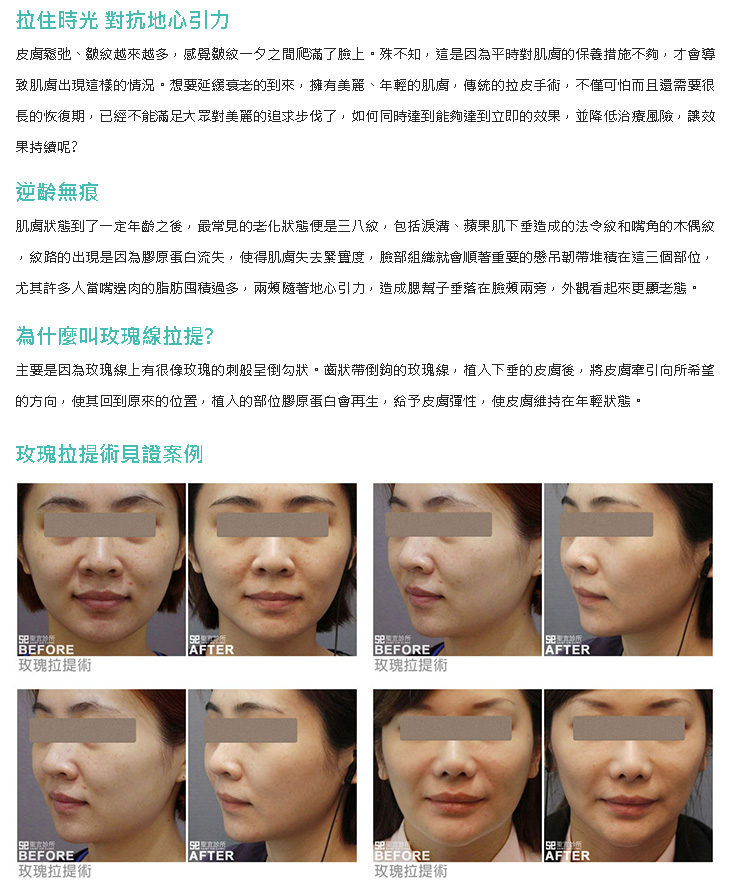 拉住時光 對抗地心引力
皮膚鬆弛、皺紋越來越多，感覺皺紋一夕之間爬滿了臉上。殊不知，這是因為平時對肌膚的保養措施不夠，才會導
致肌膚出現這樣的情況。想要延緩衰老的到來，擁有美麗、年輕的肌膚，傳統的拉皮手術，不僅可怕而且還需要很
長的恢復期，已經不能滿足大眾對美麗的追求步伐了，如何同時達到能夠達到立即的效果，並降低治療風險，讓效
果持續呢?
逆齡無痕
肌膚狀態到了一定年齡之後，最常見的老化狀態便是三八紋，包括淚溝、蘋果肌下垂造成的法令紋和嘴角的木偶紋
，紋路的出現是因為膠原蛋白流失，使得肌膚失去緊實度，臉部組織就會順著重要的懸吊韌帶堆積在這三個部位，
尤其許多人當嘴邊肉的脂肪囤積過多，兩頰隨著地心引力，造成腮幫子垂落在臉頰兩旁，外觀看起來更顯老態。
為什麼叫玫瑰線拉提?
主要是因為玫瑰線上有很像玫瑰的刺般呈倒勾狀。齒狀帶倒鉤的玫瑰線，植入下垂的皮膚後，將皮膚牽引向所希望
的方向，使其回到原來的位置，植入的部位膠原蛋白會再生，給予皮膚彈性，使皮膚維持在年輕狀態。
玫瑰拉提術見證案例
BEFORE AFTER BEFORE AFTER
玫瑰拉提術 玫瑰拉提術
BEFORE AFTER BEFORE AFTER
玫瑰拉提術 玫瑰拉提術